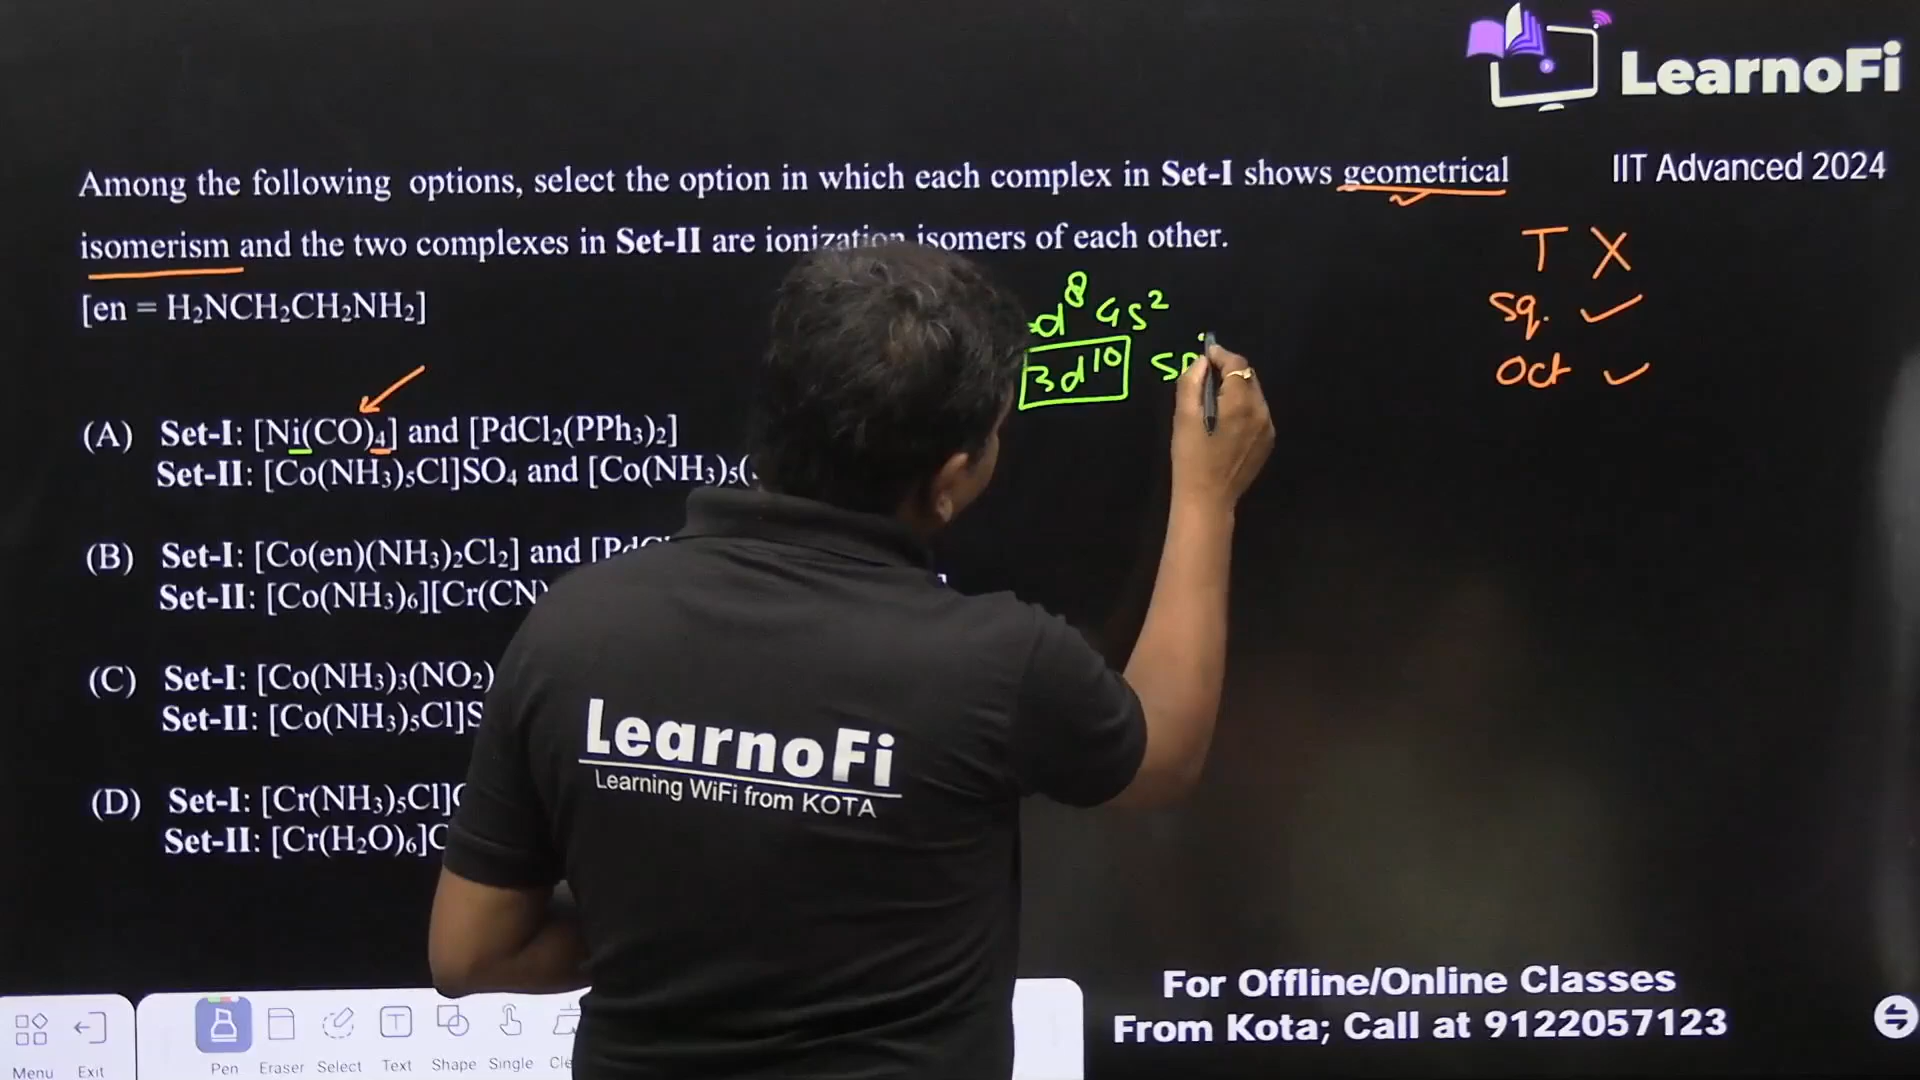 LearnoFi
IIT Advanced 2024
Among the following options, select the option in which each complex in Set-I shows geometrical
isomerism and the two complexes in Set-II are ionization isomers of each other.
[en = H₂NCH₂CH₂NH₂]
T X
Sq. ✓
Oct ✓
d⁸ 4s²
3d¹⁰ sp
(A) Set-I: [Ni(CO)₄] and [PdCl₂(PPh₃)₂]
Set-II: [Co(NH₃)₅Cl]SO₄ and [Co(NH₃)₅(
(B) Set-I: [Co(en)(NH₃)₂Cl₂] and
Set-II: [Co(NH₃)₆][Cr(CN)
(C) Set-I: [Co(NH₃)₃(NO₂)
Set-II: [Co(NH₃)₅Cl]S
(D) Set-I: [Cr(NH₃)₅Cl]C
Set-II: [Cr(H₂O)₆]C
LearnoFi
Learning WiFi from KOTA
For Offline/Online Classes
From Kota; Call at 9122057123
Menu Exit Pen Eraser Select Text Shape Single